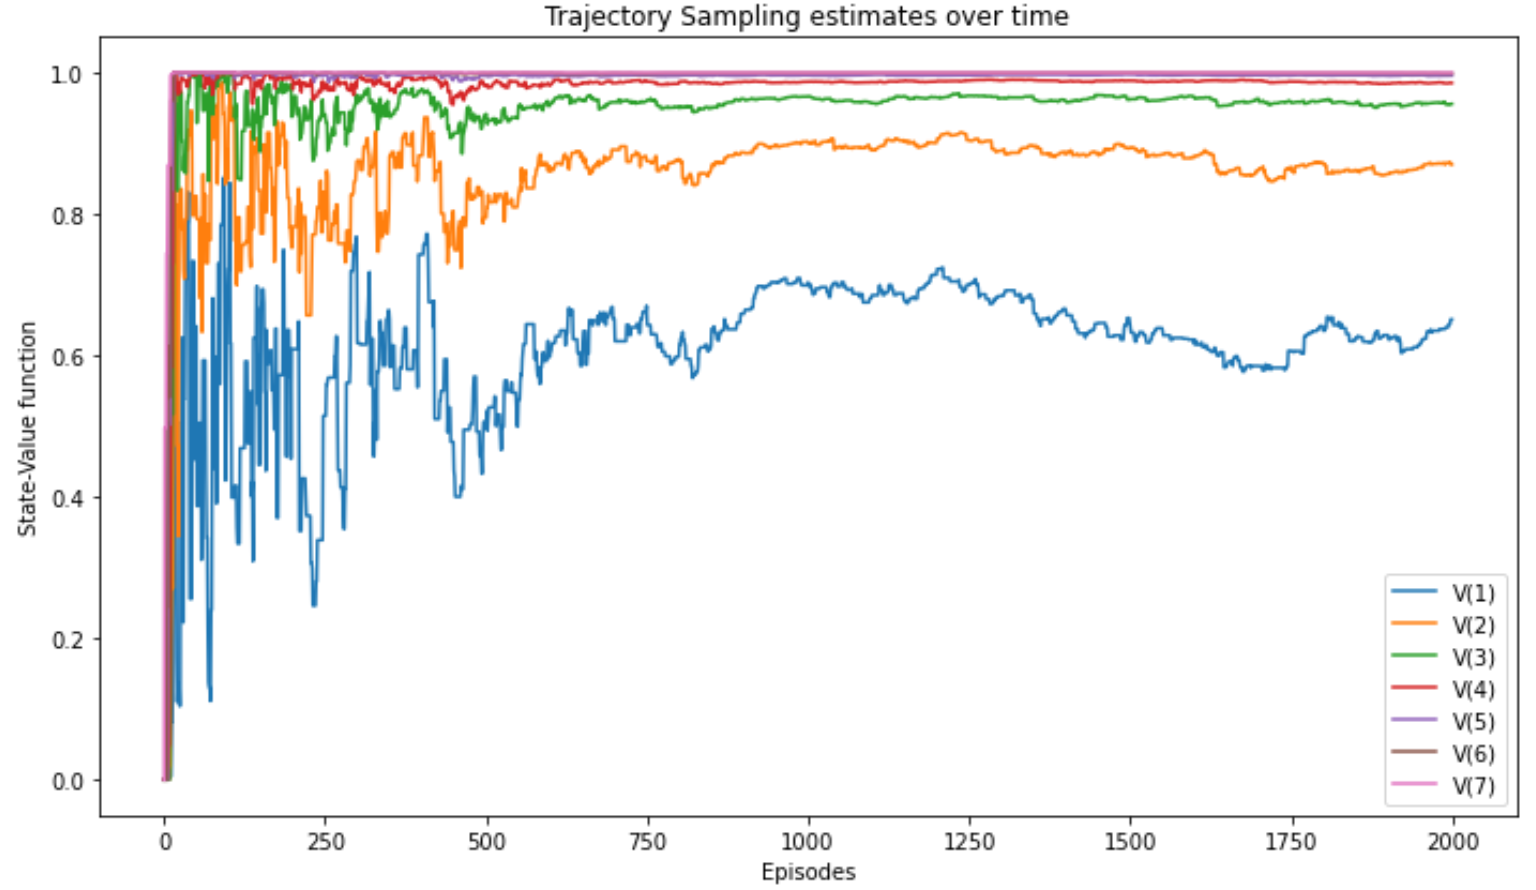 Trajectory Sampling estimates over time
1.0
0.8
0.6
0.4
0.2
0.0
State-Value function
0 250 500 750 1000 1250 1500 1750 2000
Episodes
V(1)
V(2)
V(3)
V(4)
V(5)
V(6)
V(7)